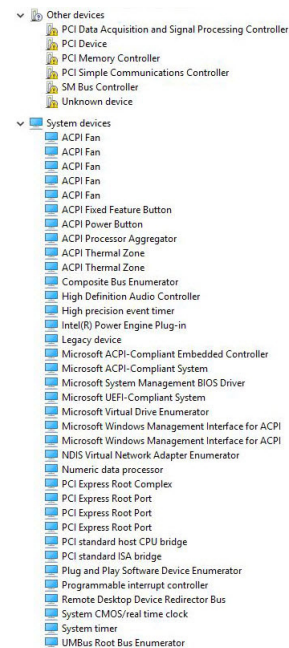 Other devices
PCI Data Acquisition and Signal Processing Controller
PCI Device
PCI Memory Controller
PCI Simple Communications Controller
SM Bus Controller
Unknown device
System devices
ACPI Fan
ACPI Fan
ACPI Fan
ACPI Fan
ACPI Fan
ACPI Fixed Feature Button
ACPI Power Button
ACPI Processor Aggregator
ACPI Thermal Zone
ACPI Thermal Zone
Composite Bus Enumerator
High Definition Audio Controller
High precision event timer
Intel(R) Power Engine Plug-in
Legacy device
Microsoft ACPI-Compliant Embedded Controller
Microsoft ACPI-Compliant System
Microsoft System Management BIOS Driver
Microsoft UEFI-Compliant System
Microsoft Virtual Drive Enumerator
Microsoft Windows Management Interface for ACPI
Microsoft Windows Management Interface for ACPI
NDIS Virtual Network Adapter Enumerator
Numeric data processor
PCI Express Root Complex
PCI Express Root Port
PCI Express Root Port
PCI Express Root Port
PCI standard host CPU bridge
PCI standard ISA bridge
Plug and Play Software Device Enumerator
Programmable interrupt controller
Remote Desktop Device Redirector Bus
System CMOS/real time clock
System timer
UMBus Root Bus Enumerator